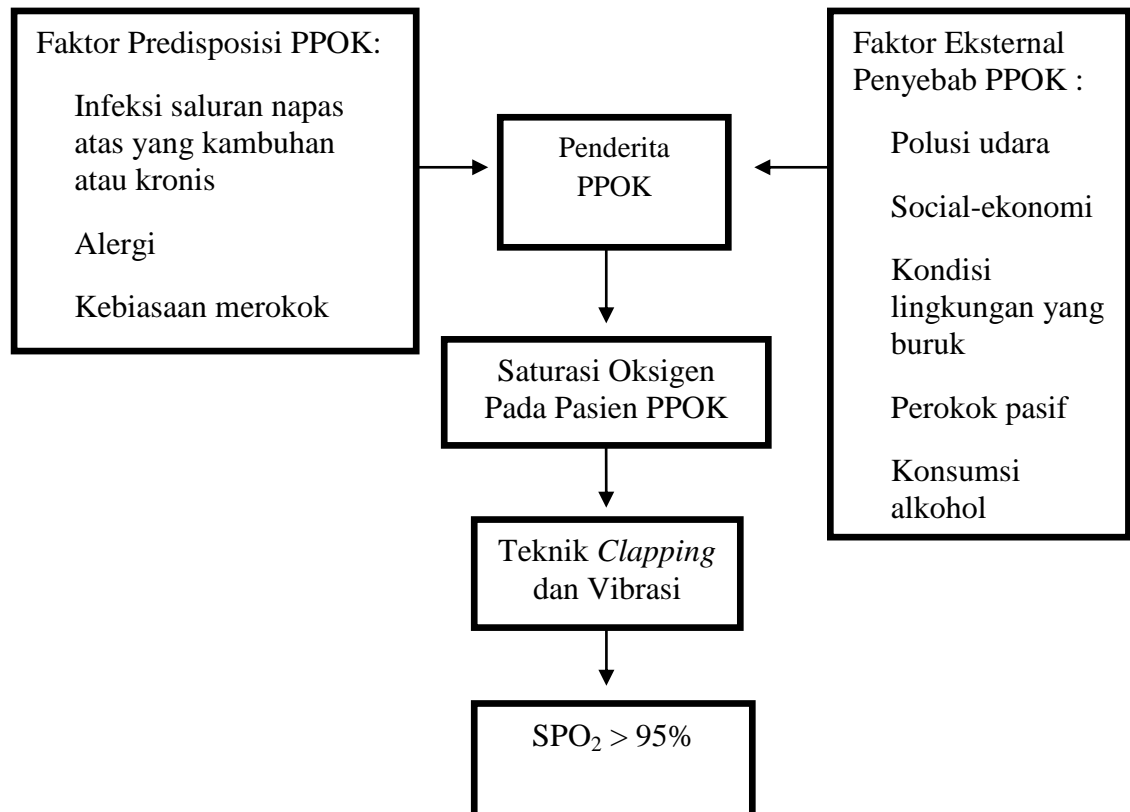 Faktor Predisposisi PPOK:
Infeksi saluran napas
atas yang kambuhan
atau kronis
Alergi
Kebiasaan merokok
Penderita
PPOK
Faktor Eksternal
Penyebab PPOK :
Polusi udara
Social-ekonomi
Kondisi
lingkungan yang
buruk
Perokok pasif
Konsumsi
alkohol
Saturasi Oksigen
Pada Pasien PPOK
Teknik Clapping
dan Vibrasi
SPO₂ > 95%